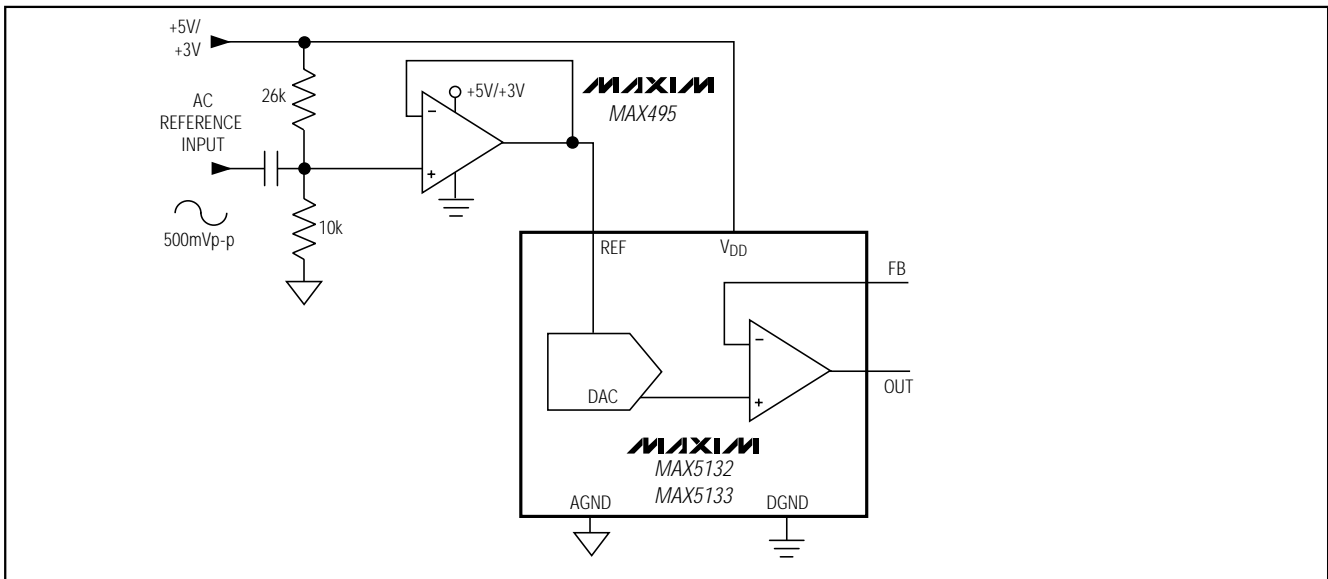 +5V/
+3V
26k
AC
REFERENCE
INPUT
500mVp-p
10k
−
+5V/+3V
+
MAXIM
MAX495
REF
VDD
FB
−
DAC
+
OUT
MAXIM
MAX5132
MAX5133
AGND
DGND